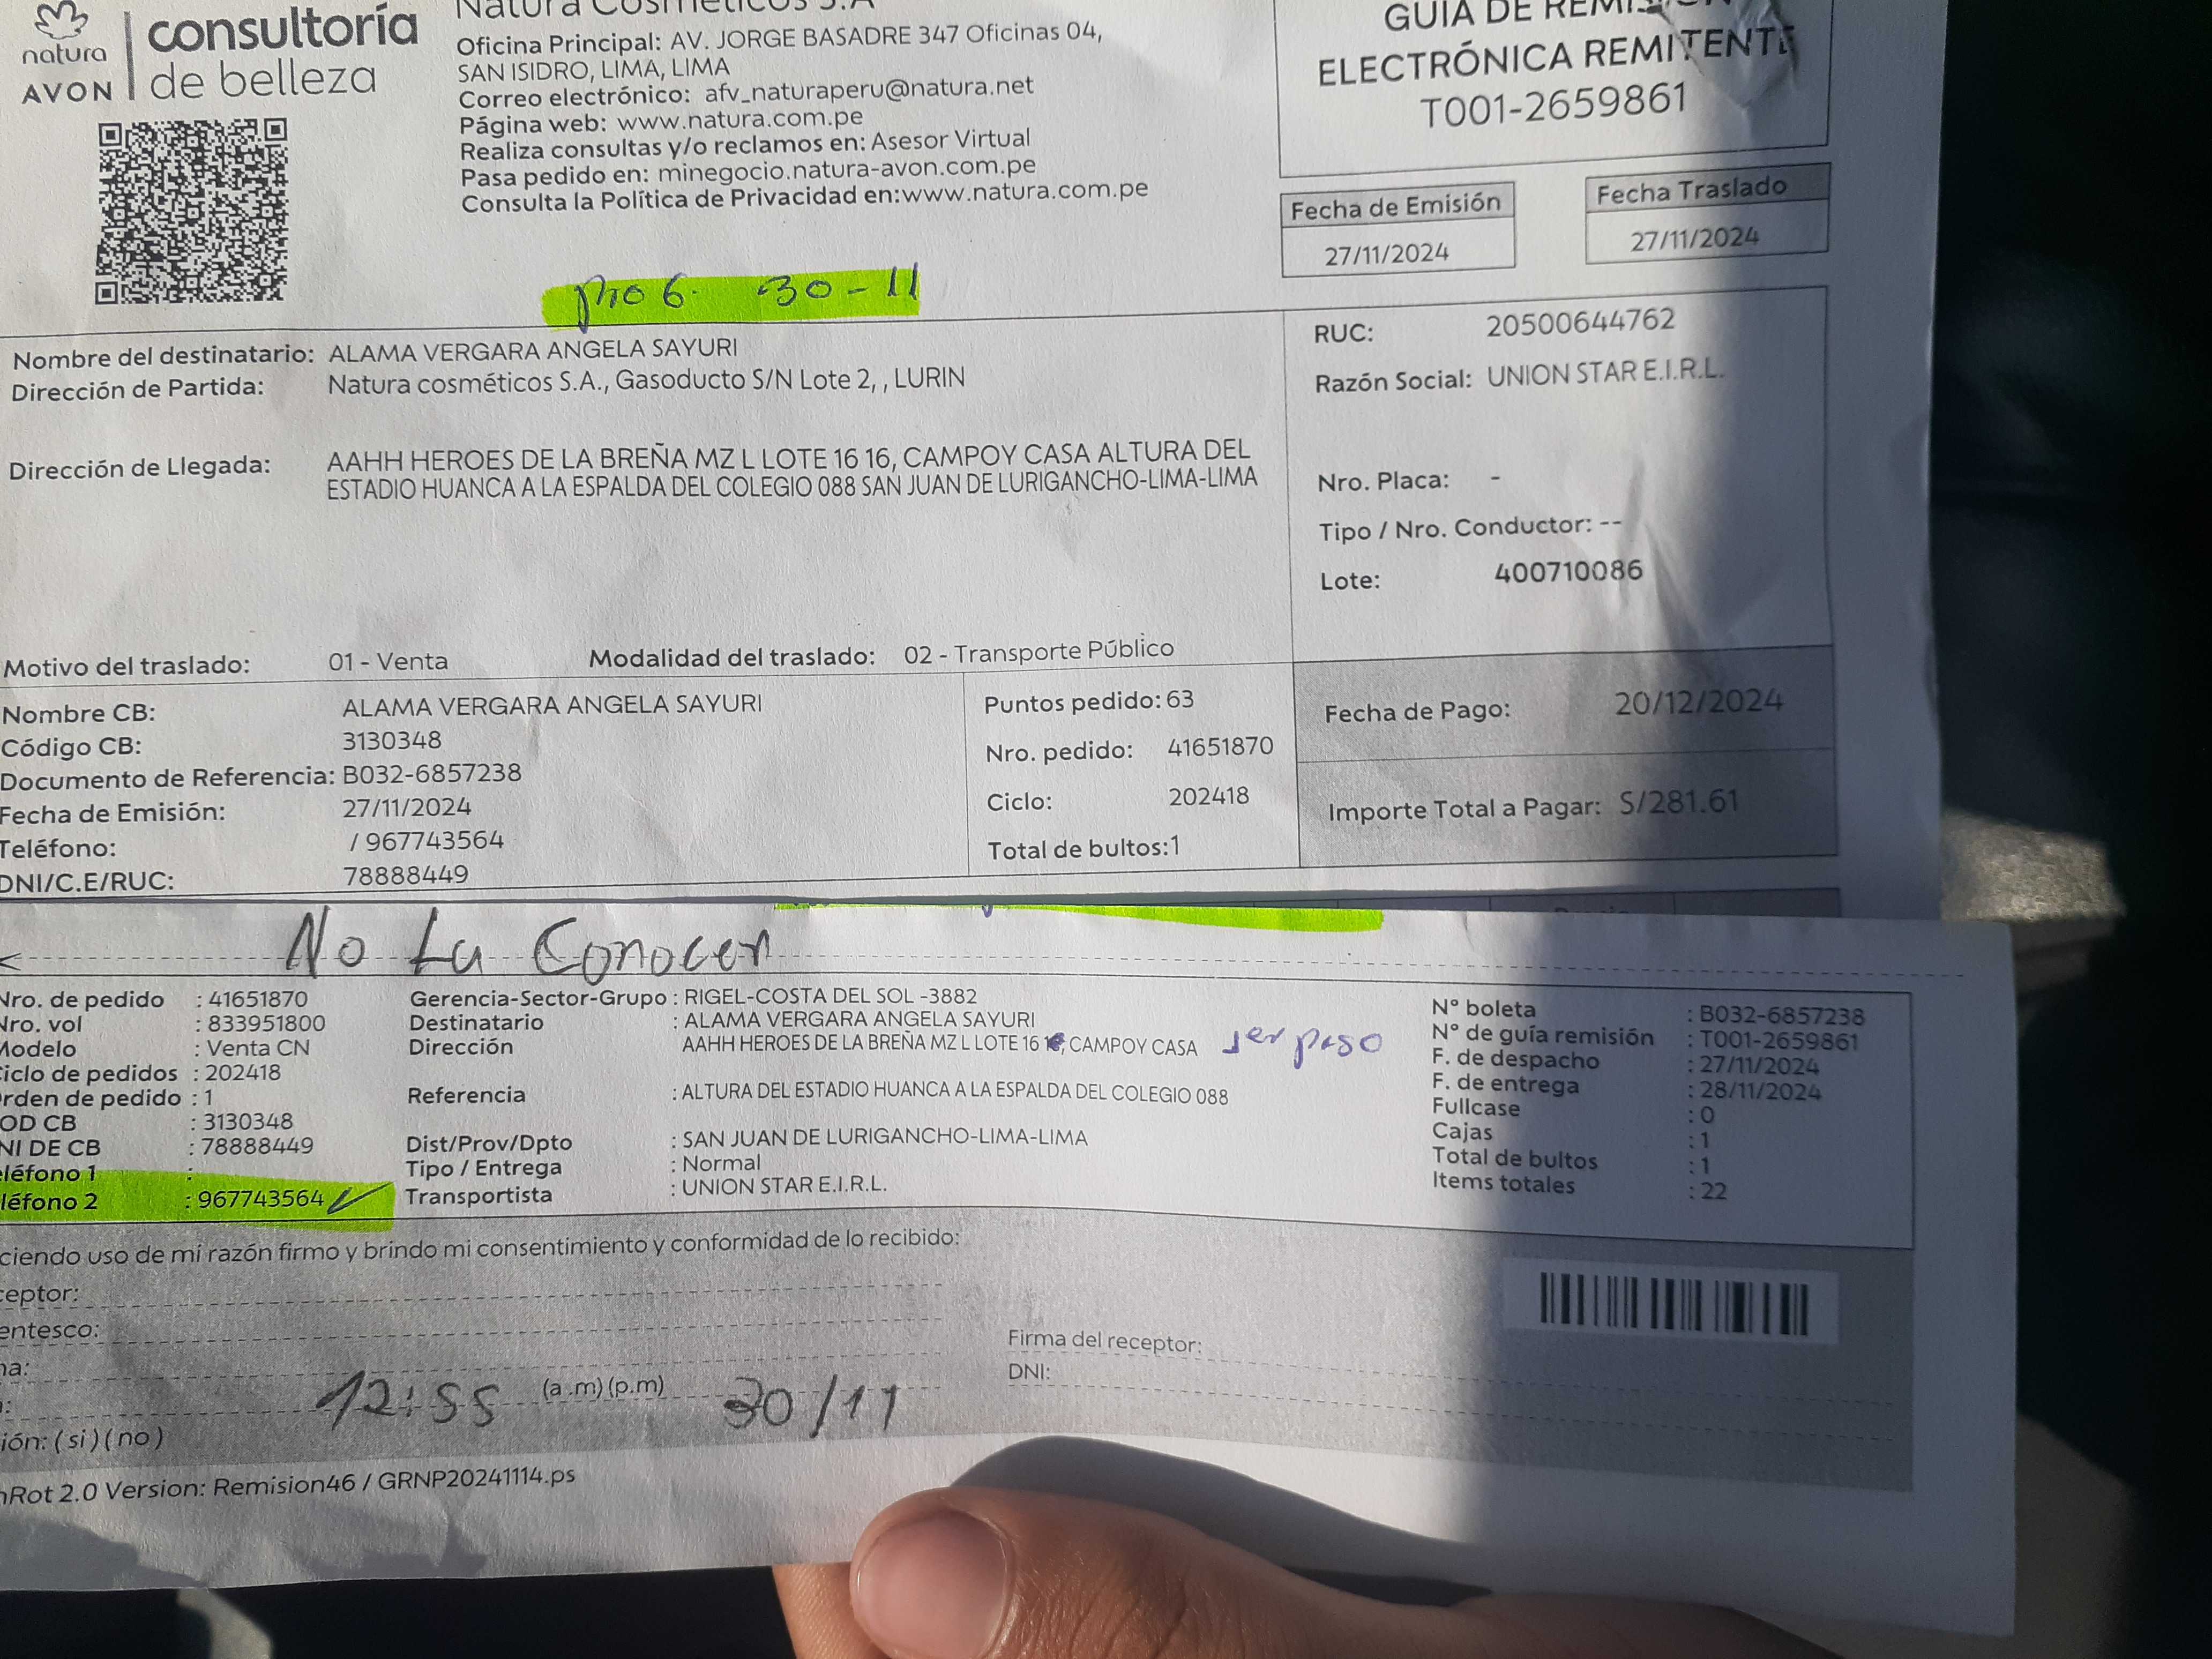 natura
AVON
consultoría
de belleza
Natura Cosméticos S.A
Oficina Principal: AV. JORGE BASADRE 347 Oficinas 04,
SAN ISIDRO, LIMA, LIMA
Correo electrónico: afv_naturaperu@natura.net
Página web: www.natura.com.pe
Realiza consultas y/o reclamos en: Asesor Virtual
Pasa pedido en: minegocio.natura-avon.com.pe
Consulta la Política de Privacidad en:www.natura.com.pe
GUIA DE REMISION
ELECTRÓNICA REMITENTE
T001-2659861
Fecha de Emisión
27/11/2024
Fecha Traslado
27/11/2024
30-11
Nombre del destinatario: ALAMA VERGARA ANGELA SAYURI
Dirección de Partida: Natura cosméticos S.A., Gasoducto S/N Lote 2, , LURIN
Dirección de Llegada: AAHH HEROES DE LA BREÑA MZ L LOTE 16 16, CAMPOY CASA ALTURA DEL
ESTADIO HUANCA A LA ESPALDA DEL COLEGIO 088 SAN JUAN DE LURIGANCHO-LIMA-LIMA
RUC: 20500644762
Razón Social: UNION STAR E.I.R.L.
Nro. Placa: -
Tipo / Nro. Conductor: --
Lote: 400710086
Motivo del traslado: 01 - Venta Modalidad del traslado: 02 - Transporte Público
Nombre CB: ALAMA VERGARA ANGELA SAYURI
Código CB: 3130348
Documento de Referencia: B032-6857238
Fecha de Emisión: 27/11/2024
Teléfono: / 967743564
DNI/C.E/RUC: 78888449
Puntos pedido: 63
Nro. pedido: 41651870
Ciclo: 202418
Total de bultos:1
Fecha de Pago: 20/12/2024
Importe Total a Pagar: S/281.61
No La Conocen
Nro. de pedido : 41651870
Nro. vol : 833951800
Modelo : Venta CN
iclo de pedidos : 202418
rden de pedido : 1
OD CB : 3130348
NI DE CB : 78888449
léfono 1 :
léfono 2 : 967743564
Gerencia-Sector-Grupo : RIGEL-COSTA DEL SOL -3882
Destinatario : ALAMA VERGARA ANGELA SAYURI
Dirección AAHH HEROES DE LA BREÑA MZ L LOTE 16 16, CAMPOY CASA
1er paso
Referencia : ALTURA DEL ESTADIO HUANCA A LA ESPALDA DEL COLEGIO 088
Dist/Prov/Dpto : SAN JUAN DE LURIGANCHO-LIMA-LIMA
Tipo / Entrega : Normal
Transportista : UNION STAR E.I.R.L.
N° boleta : B032-6857238
N° de guía remisión : T001-2659861
F. de despacho : 27/11/2024
F. de entrega : 28/11/2024
Fullcase : 0
Cajas : 1
Total de bultos : 1
Items totales : 22
ciendo uso de mi razón firmo y brindo mi consentimiento y conformidad de lo recibido:
ceptor:
entesco:
na:
12:55 (a.m) (p.m) 30/11
ión: (si) (no)
Firma del receptor:
DNI:
nRot 2.0 Version: Remision46 / GRNP20241114.ps